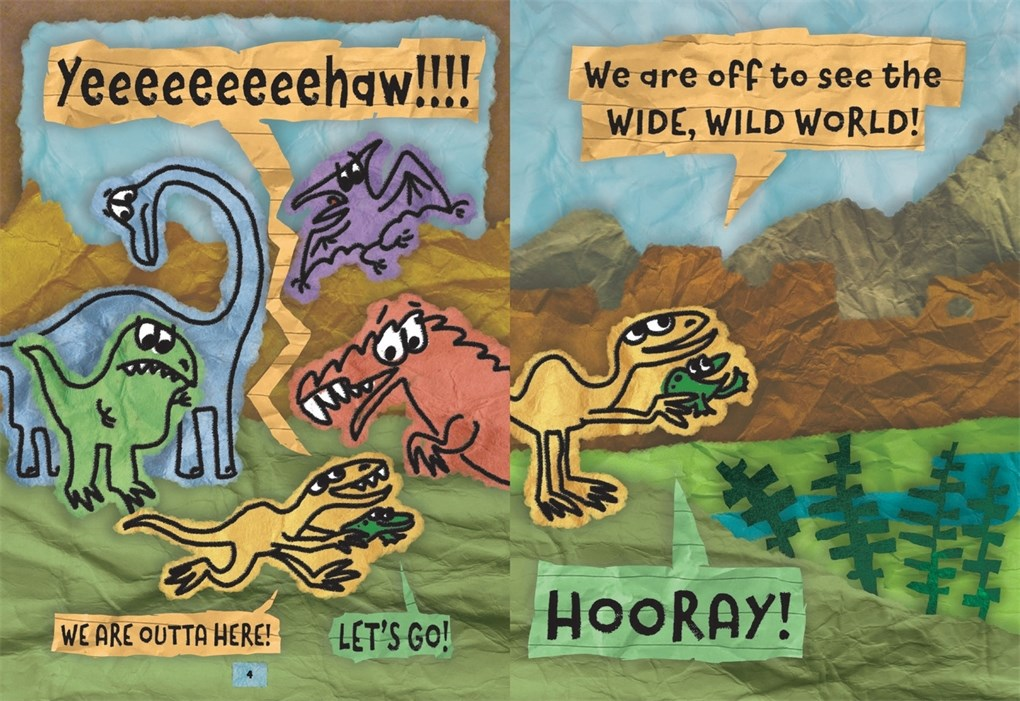 Yeeeeeeeeeehaw!!!!
WE ARE OUTTA HERE!
LET'S GO!
4
We are off to see the
WIDE, WILD WORLD!
HOORAY!